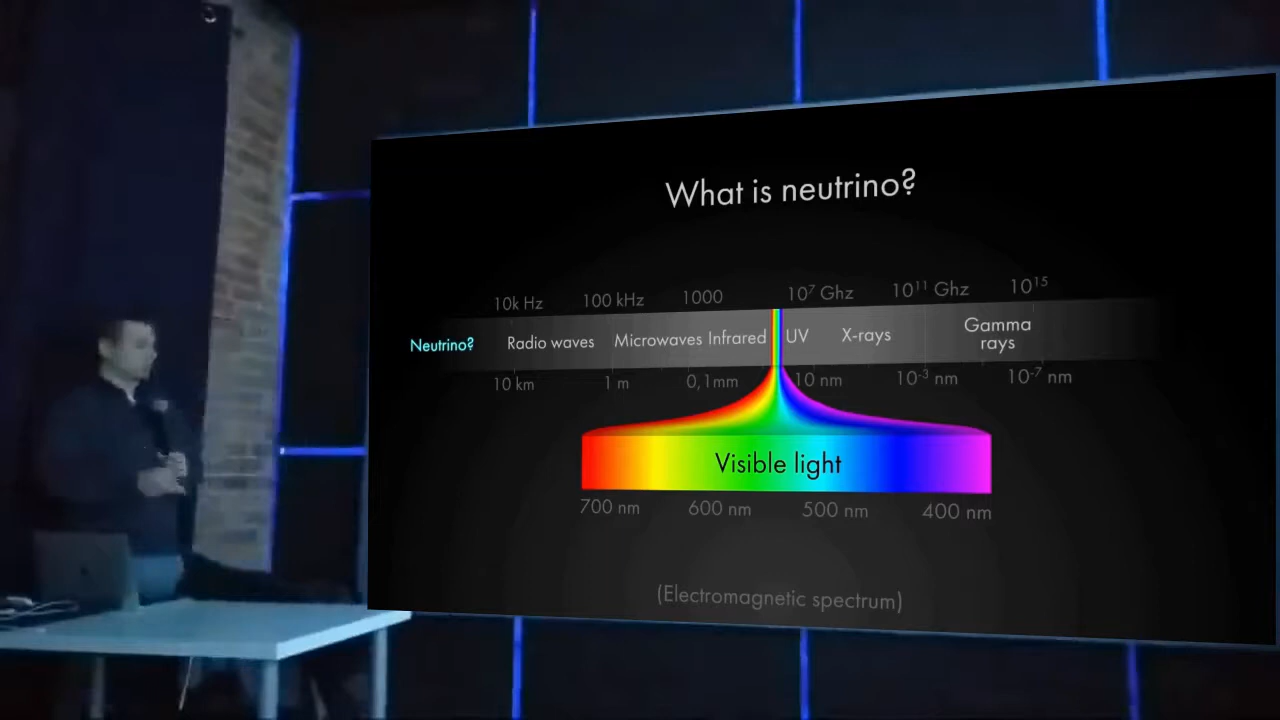 What is neutrino?
10k Hz 100 kHz 1000 10⁷ Ghz 10¹¹ Ghz 10¹⁵
Neutrino? Radio waves Microwaves Infrared UV X-rays Gamma
rays
10 km 1 m 0,1mm 10 nm 10⁻³ nm 10⁻⁷ nm
Visible light
700 nm 600 nm 500 nm 400 nm
(Electromagnetic spectrum)